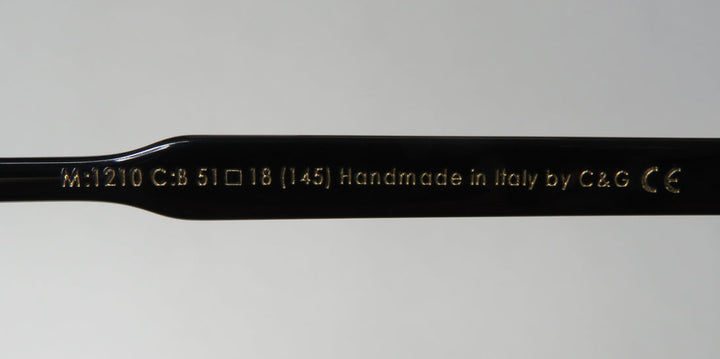 M:1210 C:B 51□18 (145) Handmade in Italy by C&G CE